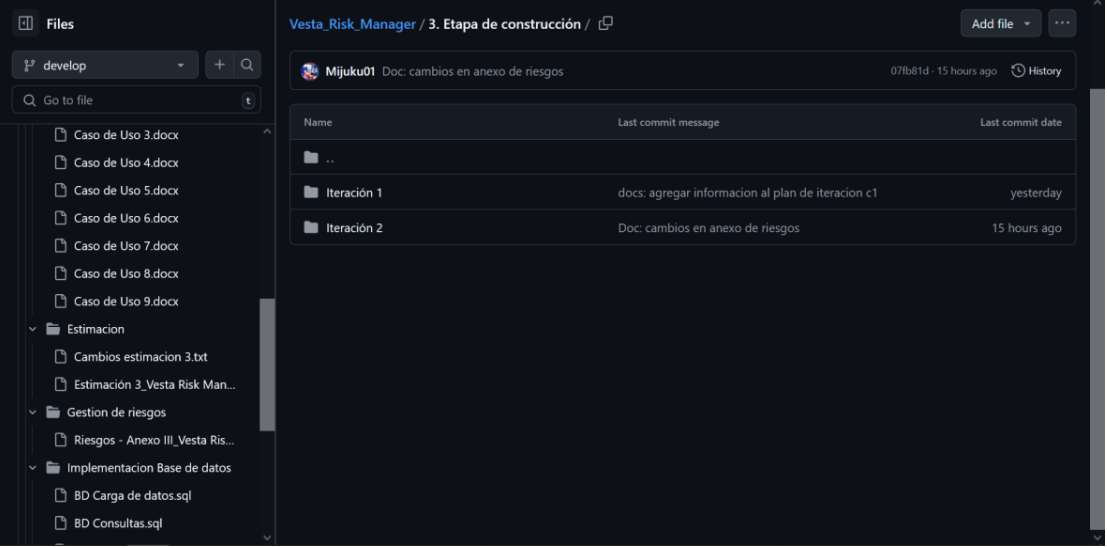 Files
develop
Go to file
t
Caso de Uso 3.docx
Caso de Uso 4.docx
Caso de Uso 5.docx
Caso de Uso 6.docx
Caso de Uso 7.docx
Caso de Uso 8.docx
Caso de Uso 9.docx
Estimacion
Cambios estimacion 3.txt
Estimación 3_Vesta Risk Man...
Gestion de riesgos
Riesgos - Anexo III_Vesta Ris...
Implementacion Base de datos
BD Carga de datos.sql
BD Consultas.sql
Vesta_Risk_Manager / 3. Etapa de construcción /
Add file
Mijuku01 Doc: cambios en anexo de riesgos 07fb81d · 15 hours ago History
Name Last commit message Last commit date
..
Iteración 1 docs: agregar informacion al plan de iteracion c1 yesterday
Iteración 2 Doc: cambios en anexo de riesgos 15 hours ago